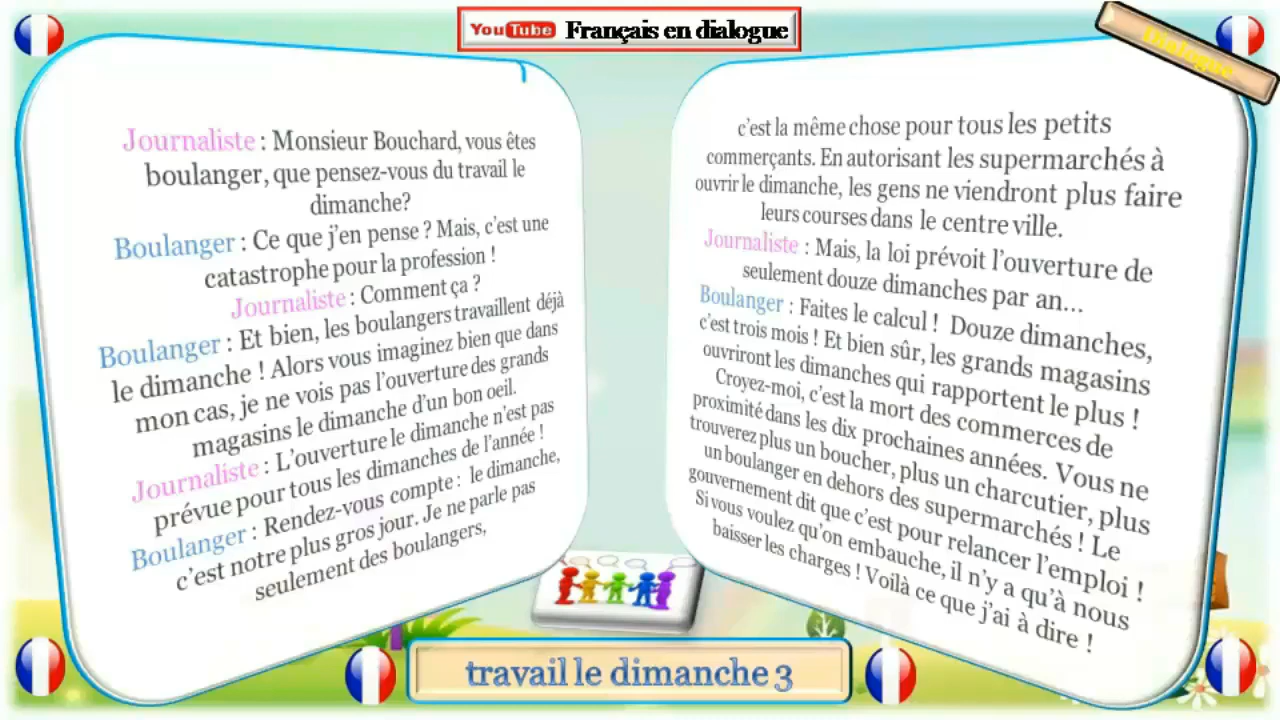 YouTube Français en dialogue
Dialogue
Journaliste : Monsieur Bouchard, vous êtes
boulanger, que pensez-vous du travail le
dimanche?
Boulanger : Ce que j'en pense ? Mais, c'est une
catastrophe pour la profession !
Journaliste : Comment ça ?
Boulanger : Et bien, les boulangers travaillent déjà
le dimanche ! Alors vous imaginez bien que dans
mon cas, je ne vois pas l'ouverture des grands
magasins le dimanche d'un bon oeil.
Journaliste : L'ouverture le dimanche n'est pas
prévue pour tous les dimanches de l'année !
Boulanger : Rendez-vous compte : le dimanche,
c'est notre plus gros jour. Je ne parle pas
seulement des boulangers,
c'est la même chose pour tous les petits
commerçants. En autorisant les supermarchés à
ouvrir le dimanche, les gens ne viendront plus faire
leurs courses dans le centre ville.
Journaliste : Mais, la loi prévoit l'ouverture de
seulement douze dimanches par an...
Boulanger : Faites le calcul ! Douze dimanches,
c'est trois mois ! Et bien sûr, les grands magasins
ouvriront les dimanches qui rapportent le plus !
Croyez-moi, c'est la mort des commerces de
proximité dans les dix prochaines années. Vous ne
trouverez plus un boucher, plus un charcutier, plus
un boulanger en dehors des supermarchés ! Le
gouvernement dit que c'est pour relancer l'emploi !
Si vous voulez qu'on embauche, il n'y a qu'à nous
baisser les charges ! Voilà ce que j'ai à dire !
travail le dimanche 3